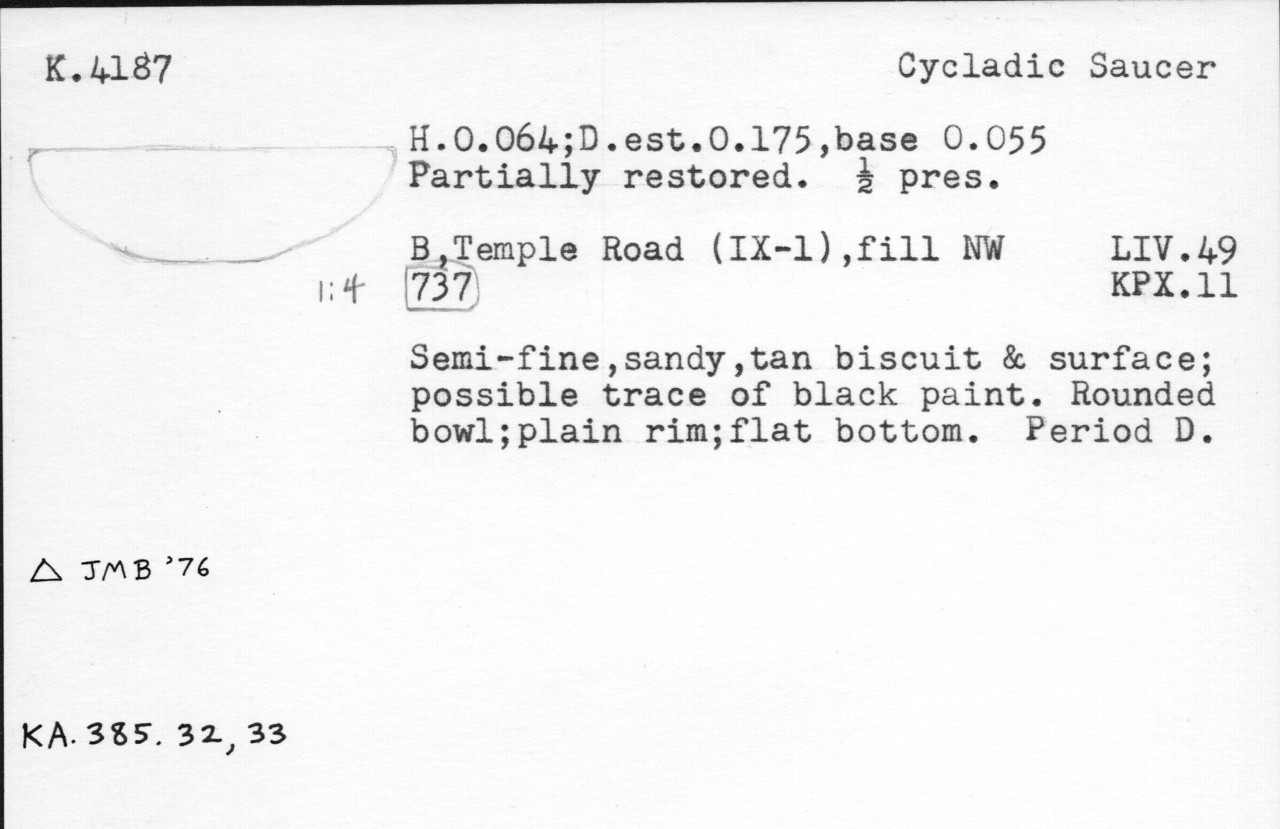 K.4187 Cycladic Saucer
H.0.064;D.est.0.175,base 0.055
Partially restored. ½ pres.
B,Temple Road (IX-1),fill NW LIV.49
1:4 737 KPX.11
Semi-fine,sandy,tan biscuit & surface;
possible trace of black paint. Rounded
bowl;plain rim;flat bottom. Period D.
△ JMB '76
KA. 385. 32, 33